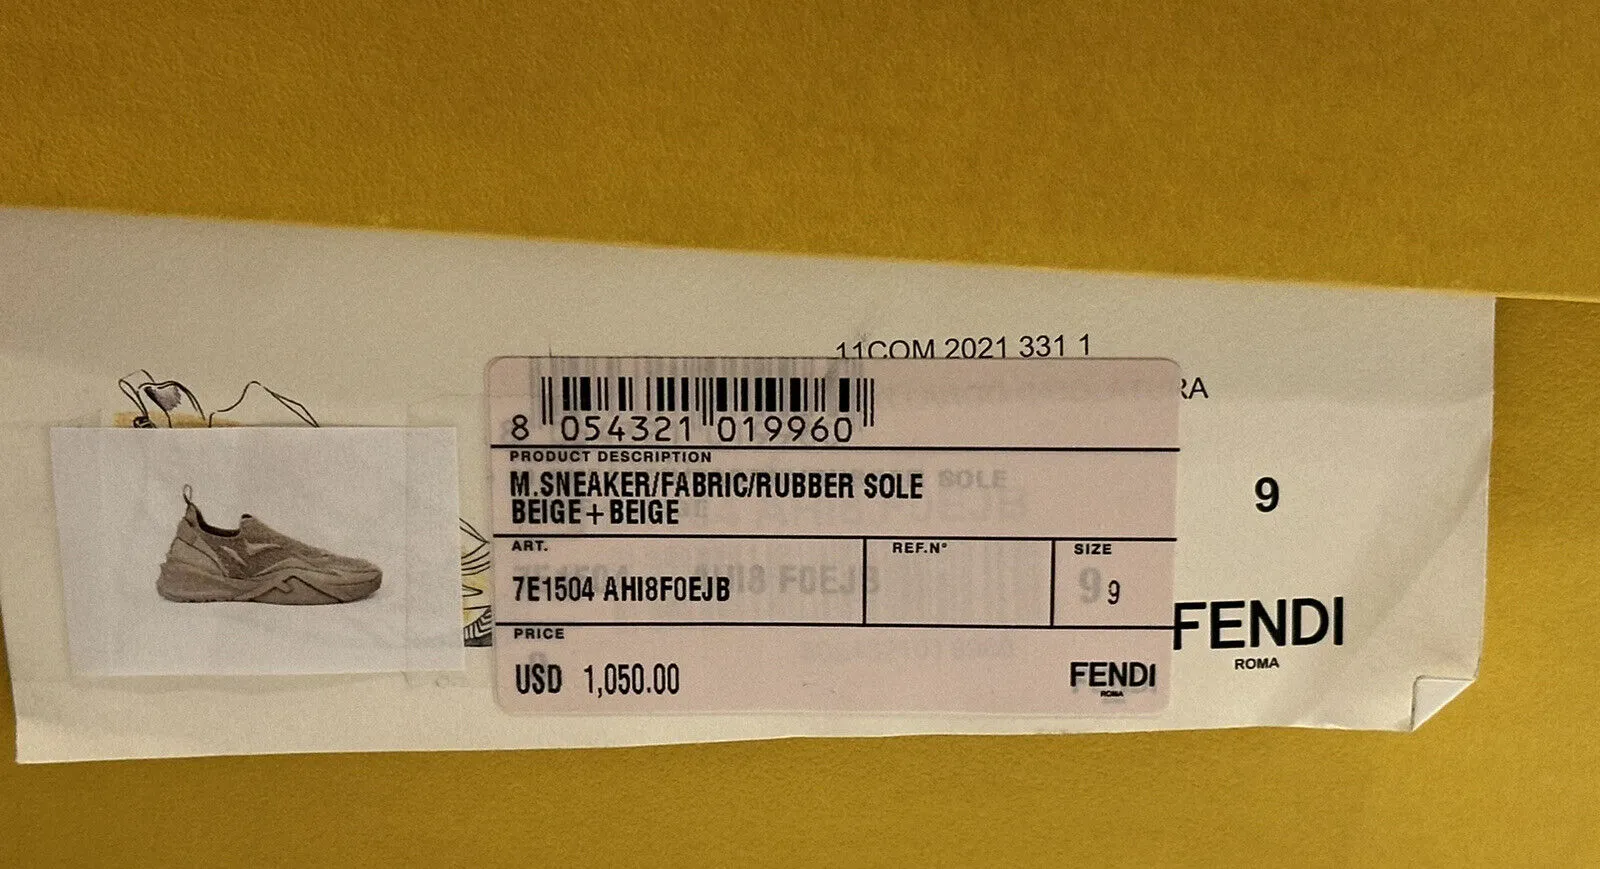 11COM 2021 331 1
RA
8 054321 019960
PRODUCT DESCRIPTION
M.SNEAKER/FABRIC/RUBBER SOLE
BEIGE+BEIGE
9
ART.
REF.N°
SIZE
7E1504 AHI8F0EJB
9
PRICE
USD 1,050.00
FENDI
ROMA
FENDI
ROMA